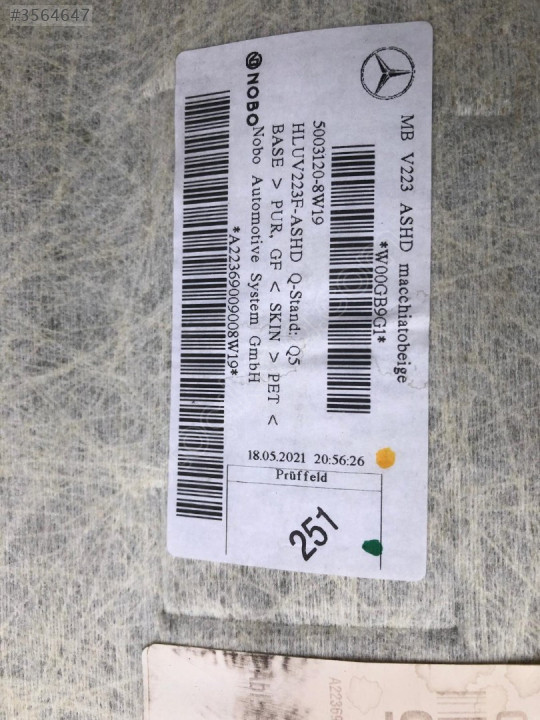 #3564647
MB V223 ASHD macchiatobeige
*W00GB9G1*
5003120-8W19
HLUV223F-ASHD Q-Stand: Q5
BASE > PUR, GF < SKIN > PET <
NOBO Nobo Automotive System GmbH
*A22369009008W19*
18.05.2021 20:56:26
Prüffeld
251